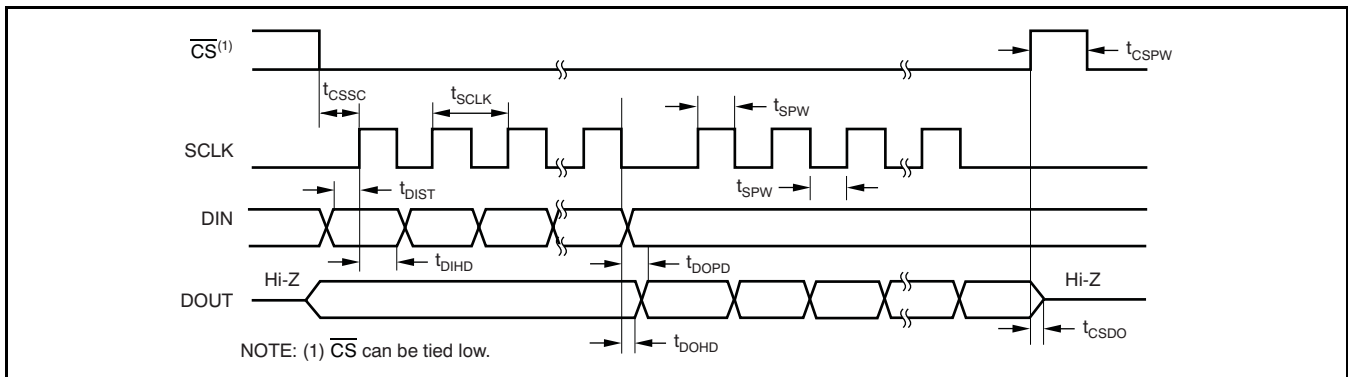 CS(1)
tCSPW
tCSSC
tSCLK
tSPW
SCLK
tDIST
tSPW
DIN
tDIHD
tDOPD
Hi-Z
Hi-Z
DOUT
tCSDO
tDOHD
NOTE: (1) CS can be tied low.